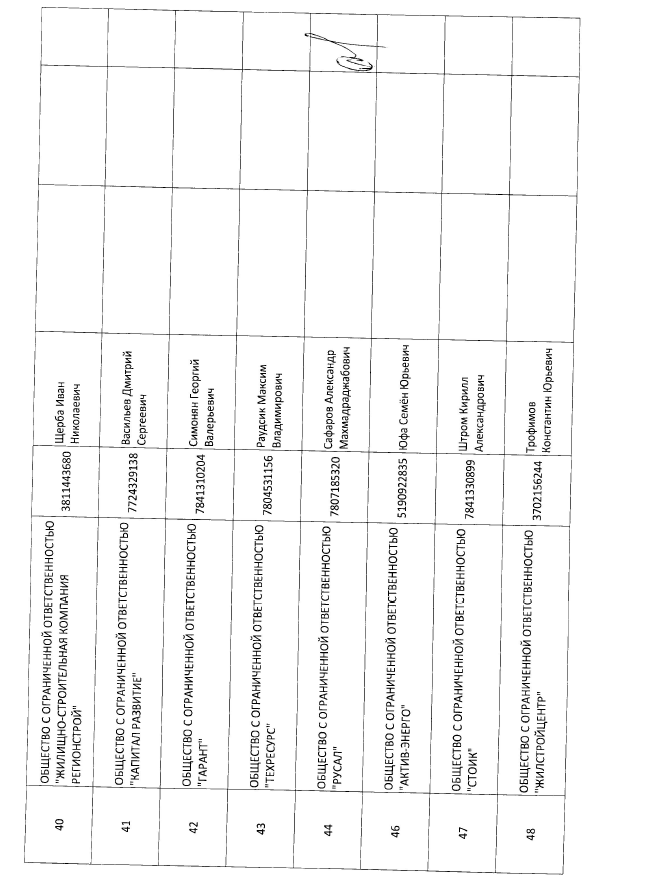 40
ОБЩЕСТВО С ОГРАНИЧЕННОЙ ОТВЕТСТВЕННОСТЬЮ
"ЖИЛИЩНО-СТРОИТЕЛЬНАЯ КОМПАНИЯ
РЕГИОНСТРОЙ"
3811443680
Щерба Иван
Николаевич
41
ОБЩЕСТВО С ОГРАНИЧЕННОЙ ОТВЕТСТВЕННОСТЬЮ
"КАПИТАЛ РАЗВИТИЕ"
7724329138
Васильев Дмитрий
Сергеевич
42
ОБЩЕСТВО С ОГРАНИЧЕННОЙ ОТВЕТСТВЕННОСТЬЮ
"ГАРАНТ"
7841310204
Симонян Георгий
Валерьевич
43
ОБЩЕСТВО С ОГРАНИЧЕННОЙ ОТВЕТСТВЕННОСТЬЮ
"ТЕХРЕСУРС"
7804531156
Раудсик Максим
Владимирович
44
ОБЩЕСТВО С ОГРАНИЧЕННОЙ ОТВЕТСТВЕННОСТЬЮ
"РУСАЛ"
7807185320
Сафаров Александр
Махмадраджабович
46
ОБЩЕСТВО С ОГРАНИЧЕННОЙ ОТВЕТСТВЕННОСТЬЮ
"АКТИВ-ЭНЕРГО"
5190922835
Юфа Семён Юрьевич
47
ОБЩЕСТВО С ОГРАНИЧЕННОЙ ОТВЕТСТВЕННОСТЬЮ
"СТОИК"
7841330899
Штром Кирилл
Александрович
48
ОБЩЕСТВО С ОГРАНИЧЕННОЙ ОТВЕТСТВЕННОСТЬЮ
"ЖИЛСТРОЙЦЕНТР"
3702156244
Трофимов
Константин Юрьевич